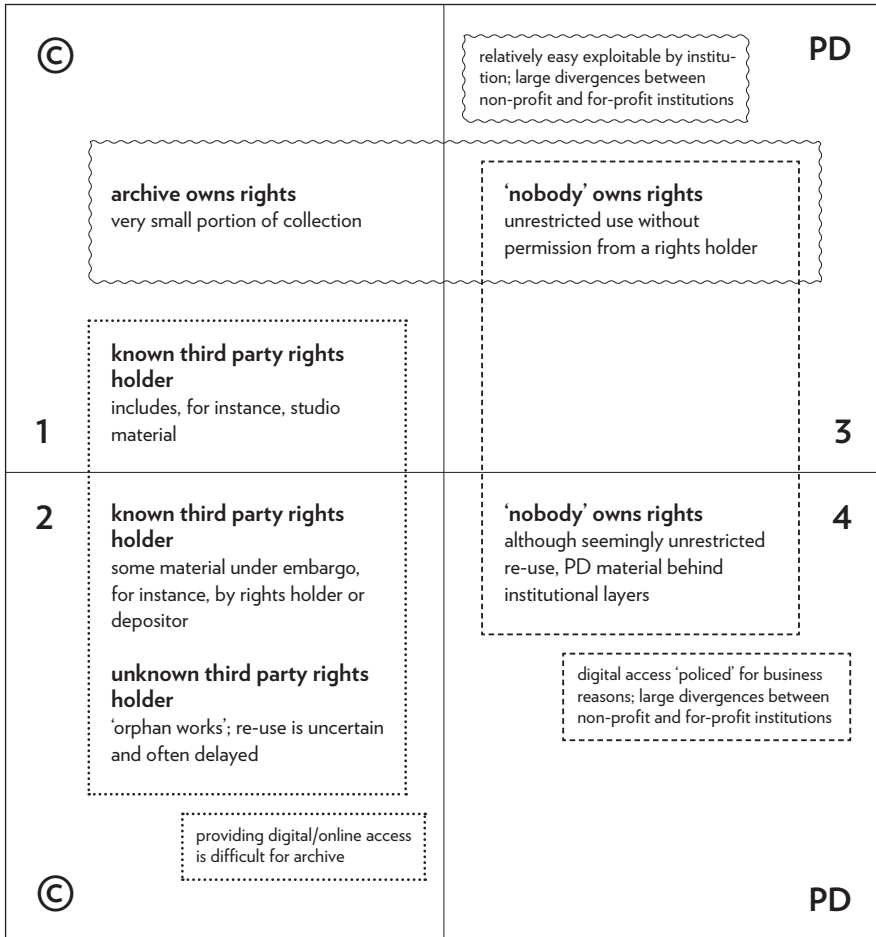 ©
PD
relatively easy exploitable by institu-
tion; large divergences between
non-profit and for-profit institutions
archive owns rights
very small portion of collection
‘nobody’ owns rights
unrestricted use without
permission from a rights holder
known third party rights
holder
includes, for instance, studio
material
1
3
2
known third party rights
holder
some material under embargo,
for instance, by rights holder or
depositor
unknown third party rights
holder
‘orphan works’; re-use is uncertain
and often delayed
‘nobody’ owns rights
although seemingly unrestricted
re-use, PD material behind
institutional layers
4
digital access ‘policed’ for business
reasons; large divergences between
non-profit and for-profit institutions
providing digital/online access
is difficult for archive
©
PD